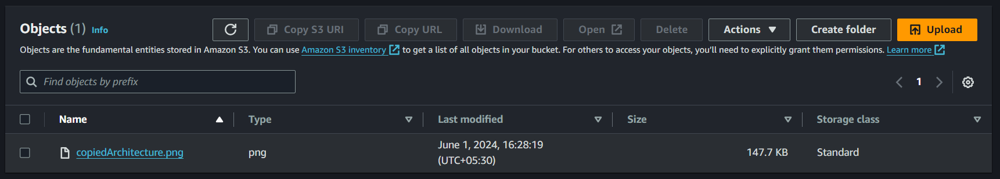 Objects (1) Info
Copy S3 URI Copy URL Download Open Delete Actions Create folder Upload
Objects are the fundamental entities stored in Amazon S3. You can use Amazon S3 inventory to get a list of all objects in your bucket. For others to access your objects, you'll need to explicitly grant them permissions. Learn more
Find objects by prefix 1
Name Type Last modified Size Storage class
copiedArchitecture.png png June 1, 2024, 16:28:19 147.7 KB Standard
(UTC+05:30)